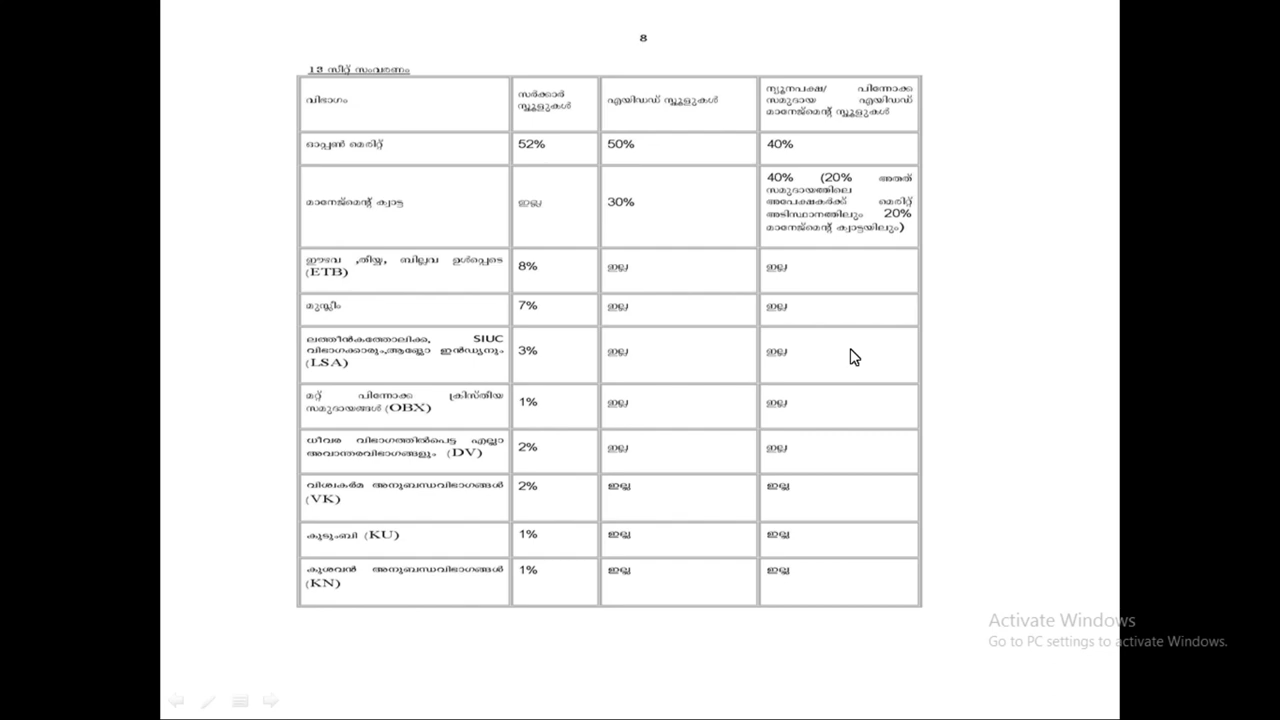 8
13 സീറ്റ് സംവരണം
വിഭാഗം
സർക്കാർ
സ്കൂളുകൾ
എയിഡഡ് സ്കൂളുകൾ
ന്യൂനപക്ഷ/ പിന്നോക്ക
സമുദായ എയിഡഡ്
മാനേജ്മെന്റ് സ്കൂളുകൾ
ഓപ്പൺ മെരിറ്റ്
52%
50%
40%
മാനേജ്മെന്റ് ക്വാട്ട
ഇല്ല
30%
40% (20% അതത്
സമുദായത്തിലെ
അപേക്ഷകർക്ക് മെരിറ്റ്
അടിസ്ഥാനത്തിലും 20%
മാനേജ്മെന്റ് ക്വാട്ടയിലും)
ഈഴവ ,തിയ്യ, ബില്ലവ ഉൾപ്പെടെ
(ETB)
8%
ഇല്ല
ഇല്ല
മുസ്ലീം
7%
ഇല്ല
ഇല്ല
ലത്തീൻകത്തോലിക്ക, SIUC
വിഭാഗക്കാരും,ആംഗ്ലോ ഇൻഡ്യനും
(LSA)
3%
ഇല്ല
ഇല്ല
മറ്റ് പിന്നോക്ക ക്രിസ്തീയ
സമുദായങ്ങൾ (OBX)
1%
ഇല്ല
ഇല്ല
ധീവര വിഭാഗത്തിൽപെട്ട എല്ലാ
അവാന്തരവിഭാഗങ്ങളും (DV)
2%
ഇല്ല
ഇല്ല
വിശ്വകർമ അനുബന്ധവിഭാഗങ്ങൾ
(VK)
2%
ഇല്ല
ഇല്ല
കുടുംബി (KU)
1%
ഇല്ല
ഇല്ല
കുശവൻ അനുബന്ധവിഭാഗങ്ങൾ
(KN)
1%
ഇല്ല
ഇല്ല
Activate Windows
Go to PC settings to activate Windows.